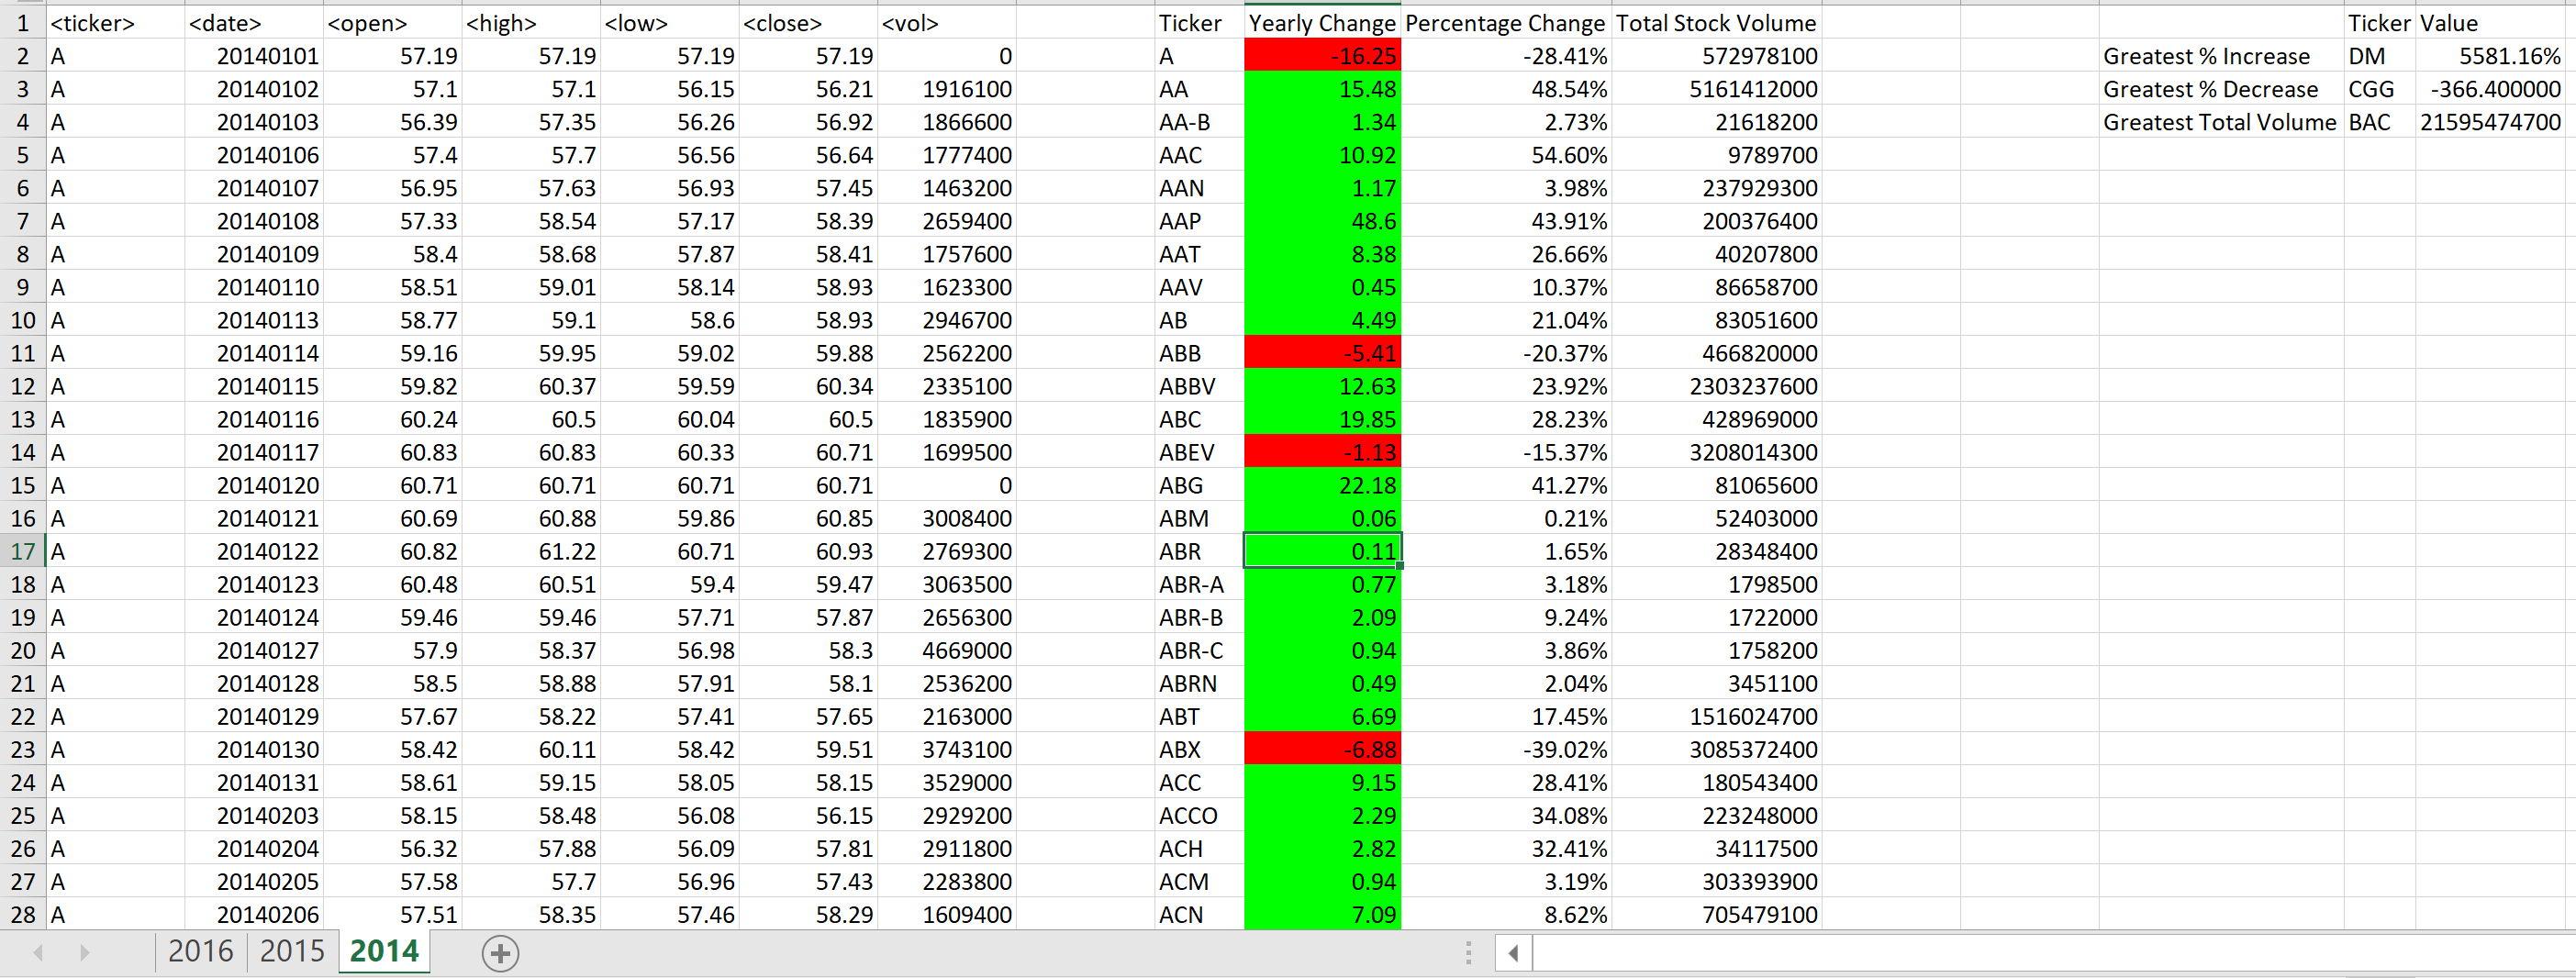 1 <ticker> <date> <open> <high> <low> <close> <vol> Ticker Yearly Change Percentage Change Total Stock Volume Ticker Value
2 A 20140101 57.19 57.19 57.19 57.19 0 A -16.25 -28.41% 572978100 Greatest % Increase DM 5581.16%
3 A 20140102 57.1 57.1 56.15 56.21 1916100 AA 15.48 48.54% 5161412000 Greatest % Decrease CGG -366.400000
4 A 20140103 56.39 57.35 56.26 56.92 1866600 AA-B 1.34 2.73% 21618200 Greatest Total Volume BAC 21595474700
5 A 20140106 57.4 57.7 56.56 56.64 1777400 AAC 10.92 54.60% 9789700
6 A 20140107 56.95 57.63 56.93 57.45 1463200 AAN 1.17 3.98% 237929300
7 A 20140108 57.33 58.54 57.17 58.39 2659400 AAP 48.6 43.91% 200376400
8 A 20140109 58.4 58.68 57.87 58.41 1757600 AAT 8.38 26.66% 40207800
9 A 20140110 58.51 59.01 58.14 58.93 1623300 AAV 0.45 10.37% 86658700
10 A 20140113 58.77 59.1 58.6 58.93 2946700 AB 4.49 21.04% 83051600
11 A 20140114 59.16 59.95 59.02 59.88 2562200 ABB -5.41 -20.37% 466820000
12 A 20140115 59.82 60.37 59.59 60.34 2335100 ABBV 12.63 23.92% 2303237600
13 A 20140116 60.24 60.5 60.04 60.5 1835900 ABC 19.85 28.23% 428969000
14 A 20140117 60.83 60.83 60.33 60.71 1699500 ABEV -1.13 -15.37% 3208014300
15 A 20140120 60.71 60.71 60.71 60.71 0 ABG 22.18 41.27% 81065600
16 A 20140121 60.69 60.88 59.86 60.85 3008400 ABM 0.06 0.21% 52403000
17 A 20140122 60.82 61.22 60.71 60.93 2769300 ABR 0.11 1.65% 28348400
18 A 20140123 60.48 60.51 59.4 59.47 3063500 ABR-A 0.77 3.18% 1798500
19 A 20140124 59.46 59.46 57.71 57.87 2656300 ABR-B 2.09 9.24% 1722000
20 A 20140127 57.9 58.37 56.98 58.3 4669000 ABR-C 0.94 3.86% 1758200
21 A 20140128 58.5 58.88 57.91 58.1 2536200 ABRN 0.49 2.04% 3451100
22 A 20140129 57.67 58.22 57.41 57.65 2163000 ABT 6.69 17.45% 1516024700
23 A 20140130 58.42 60.11 58.42 59.51 3743100 ABX -6.88 -39.02% 3085372400
24 A 20140131 58.61 59.15 58.05 58.15 3529000 ACC 9.15 28.41% 180543400
25 A 20140203 58.15 58.48 56.08 56.15 2929200 ACCO 2.29 34.08% 223248000
26 A 20140204 56.32 57.88 56.09 57.81 2911800 ACH 2.82 32.41% 34117500
27 A 20140205 57.58 57.7 56.96 57.43 2283800 ACM 0.94 3.19% 303393900
28 A 20140206 57.51 58.35 57.46 58.29 1609400 ACN 7.09 8.62% 705479100
2016 2015 2014